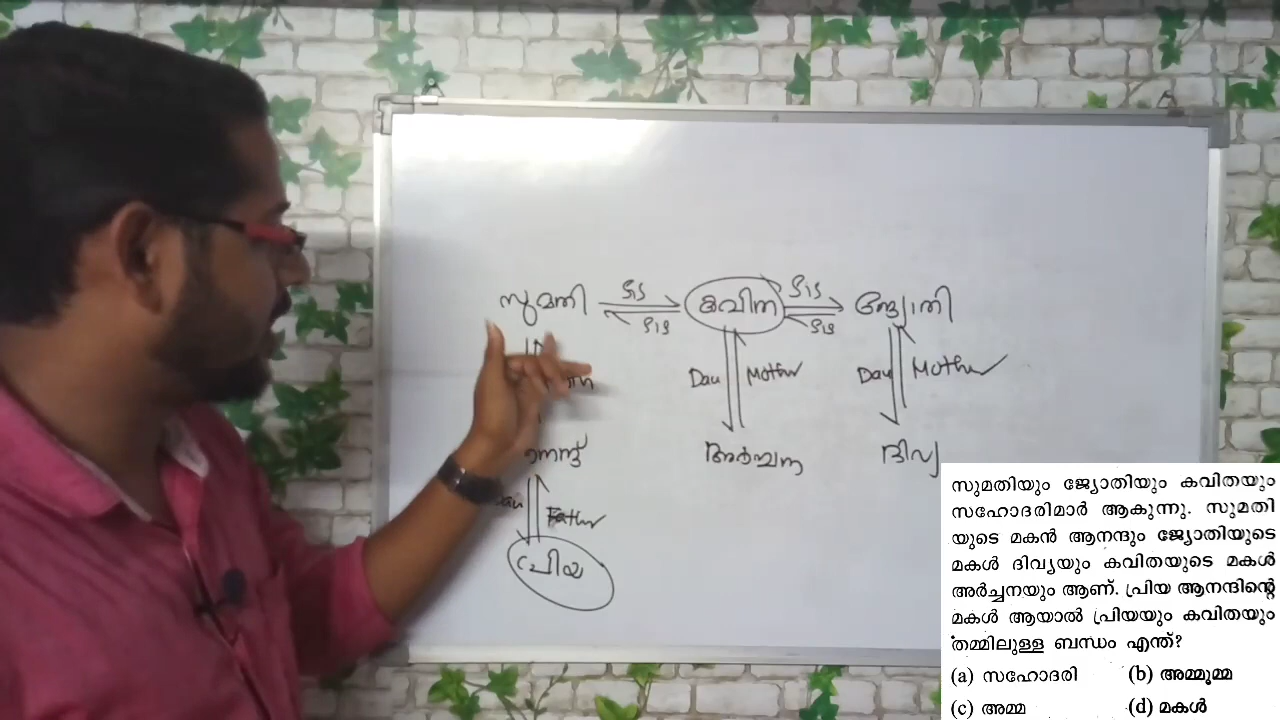 സുമതി sis കവിത sis ജ്യോതി
sis sis
Dau Mother Dau Mother
അർച്ചന ദിവ്യ
Father
പ്രിയ
സുമതിയും ജ്യോതിയും കവിതയും
സഹോദരിമാർ ആകുന്നു. സുമതി
യുടെ മകൻ ആനന്ദും ജ്യോതിയുടെ
മകൾ ദിവ്യയും കവിതയുടെ മകൾ
അർച്ചനയും ആണ്. പ്രിയ ആനന്ദിന്റെ
മകൾ ആയാൽ പ്രിയയും കവിതയും
തമ്മിലുള്ള ബന്ധം എന്ത്?
(a) സഹോദരി (b) അമ്മൂമ്മ
(c) അമ്മ (d) മകൾ